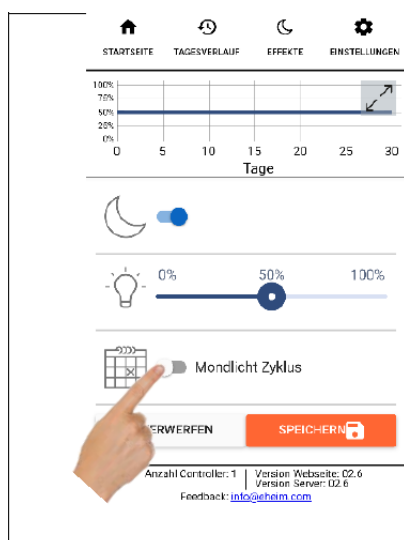 STARTSEITE TAGESVERLAUF EFFEKTE EINSTELLUNGEN
100%
75%
50%
25%
0%
0 5 10 15 20 25 30
Tage
0% 50% 100%
Mondlicht Zyklus
ERWERFEN SPEICHERN
Anzahl Controller: 1 Version Webseite: 02.6
Version Server: 02.6
Feedback: info@eheim.com